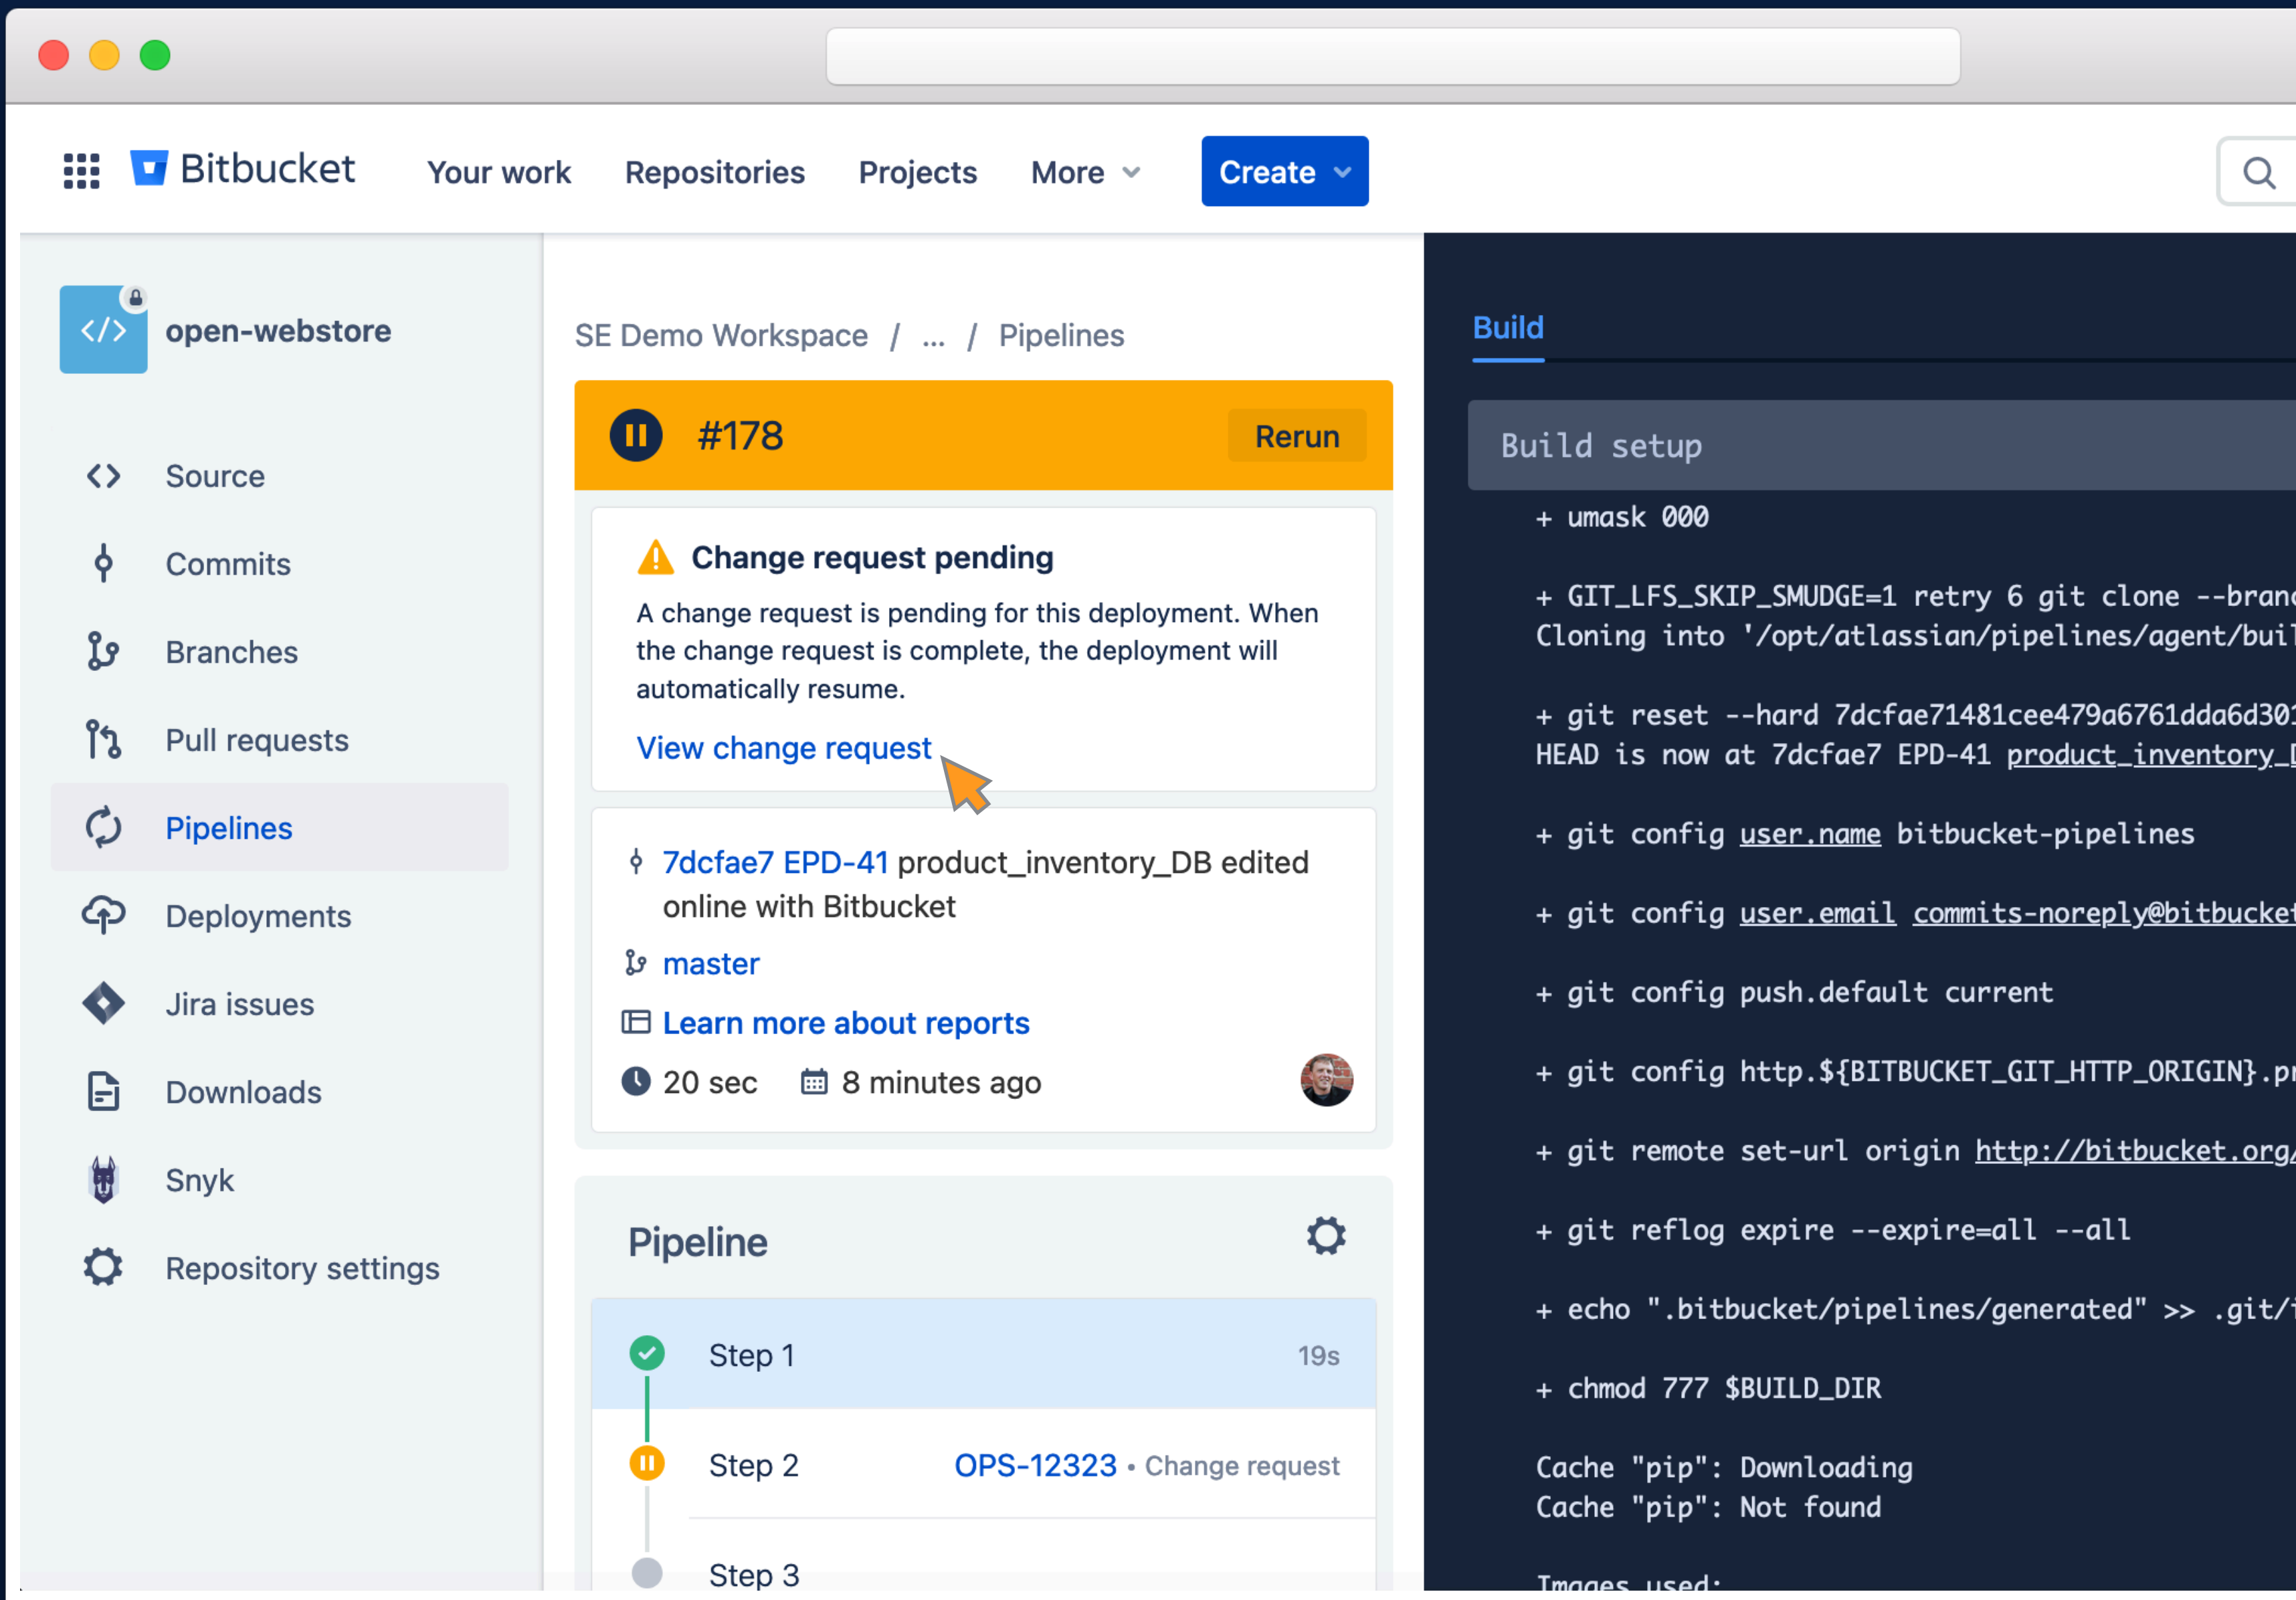 Bitbucket
Your work
Repositories
Projects
More
Create
open-webstore
Source
Commits
Branches
Pull requests
Pipelines
Deployments
Jira issues
Downloads
Snyk
Repository settings
SE Demo Workspace / ... / Pipelines
#178
Rerun
Change request pending
A change request is pending for this deployment. When
the change request is complete, the deployment will
automatically resume.
View change request
7dcfae7 EPD-41 product_inventory_DB edited
online with Bitbucket
master
Learn more about reports
20 sec
8 minutes ago
Pipeline
Step 1
19s
Step 2
OPS-12323 • Change request
Step 3
Build
Build setup
+ umask 000
+ GIT_LFS_SKIP_SMUDGE=1 retry 6 git clone --branc
Cloning into '/opt/atlassian/pipelines/agent/buil
+ git reset --hard 7dcfae71481cee479a6761dda6d301
HEAD is now at 7dcfae7 EPD-41 product_inventory_D
+ git config user.name bitbucket-pipelines
+ git config user.email commits-noreply@bitbucket
+ git config push.default current
+ git config http.${BITBUCKET_GIT_HTTP_ORIGIN}.pr
+ git remote set-url origin http://bitbucket.org/
+ git reflog expire --expire=all --all
+ echo ".bitbucket/pipelines/generated" >> .git/i
+ chmod 777 $BUILD_DIR
Cache "pip": Downloading
Cache "pip": Not found
Images used: